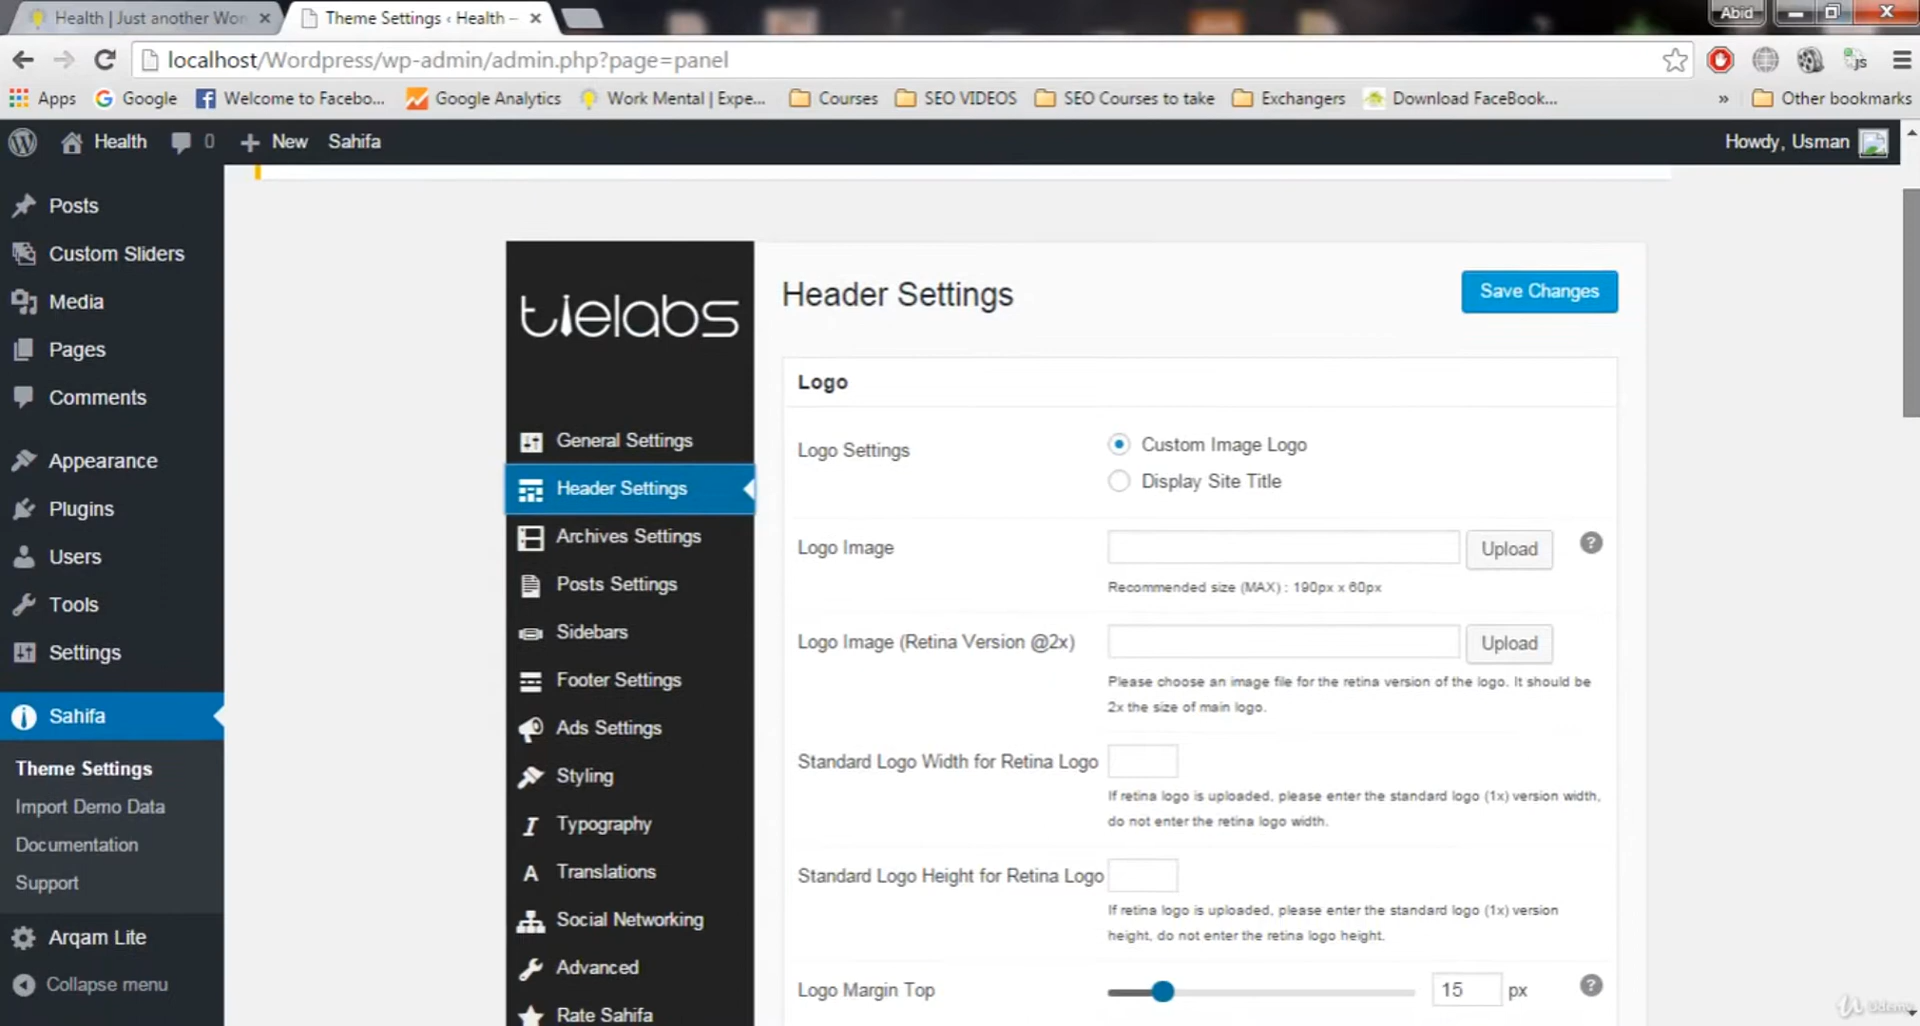 Health | Just another Wor
Theme Settings ‹ Health –
Abid
localhost/Wordpress/wp-admin/admin.php?page=panel
js
Apps
Google
Welcome to Facebo...
Google Analytics
Work Mental | Expe...
Courses
SEO VIDEOS
SEO Courses to take
Exchangers
Download FaceBook...
»
Other bookmarks
Health
0
New
Sahifa
Howdy, Usman
Posts
Custom Sliders
Media
Pages
Comments
Appearance
Plugins
Users
Tools
Settings
Sahifa
Theme Settings
Import Demo Data
Documentation
Support
Arqam Lite
Collapse menu
tielabs
General Settings
Header Settings
Archives Settings
Posts Settings
Sidebars
Footer Settings
Ads Settings
Styling
Typography
Translations
Social Networking
Advanced
Rate Sahifa
Header Settings
Save Changes
Logo
Logo Settings
Custom Image Logo
Display Site Title
Logo Image
Upload
?
Recommended size (MAX) : 190px x 60px
Logo Image (Retina Version @2x)
Upload
Please choose an image file for the retina version of the logo. It should be
2x the size of main logo.
Standard Logo Width for Retina Logo
If retina logo is uploaded, please enter the standard logo (1x) version width,
do not enter the retina logo width.
Standard Logo Height for Retina Logo
If retina logo is uploaded, please enter the standard logo (1x) version
height, do not enter the retina logo height.
Logo Margin Top
15
px
?
Udemy